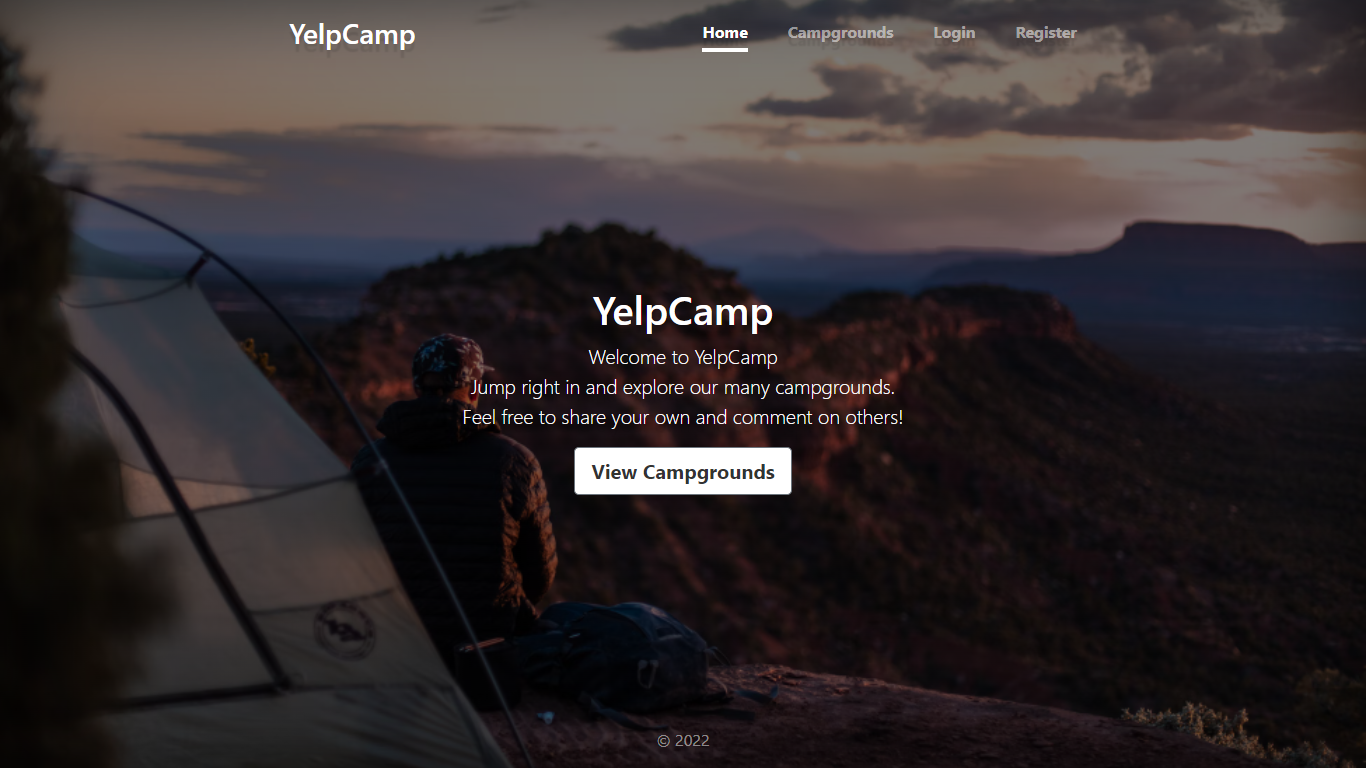 YelpCamp
Home Campgrounds Login Register
YelpCamp
Welcome to YelpCamp
Jump right in and explore our many campgrounds.
Feel free to share your own and comment on others!
View Campgrounds
© 2022